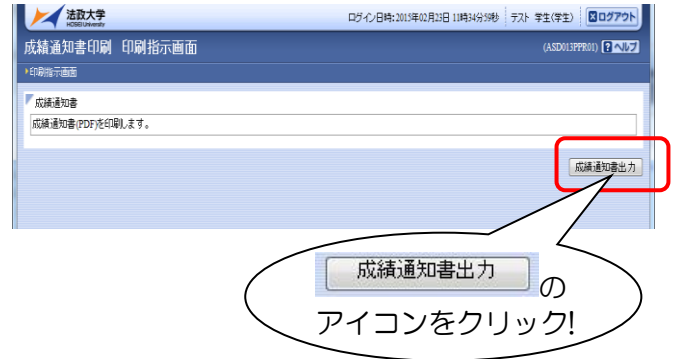 法政大学
HOSEI University
ログイン日時:2015年02月23日 11時34分59秒 テスト 学生(学生) ログアウト
成績通知書印刷 印刷指示画面
(ASD013PPR01) ? ヘルプ
印刷指示画面
成績通知書
成績通知書(PDF)を印刷します。
成績通知書出力
成績通知書出力 の
アイコンをクリック!